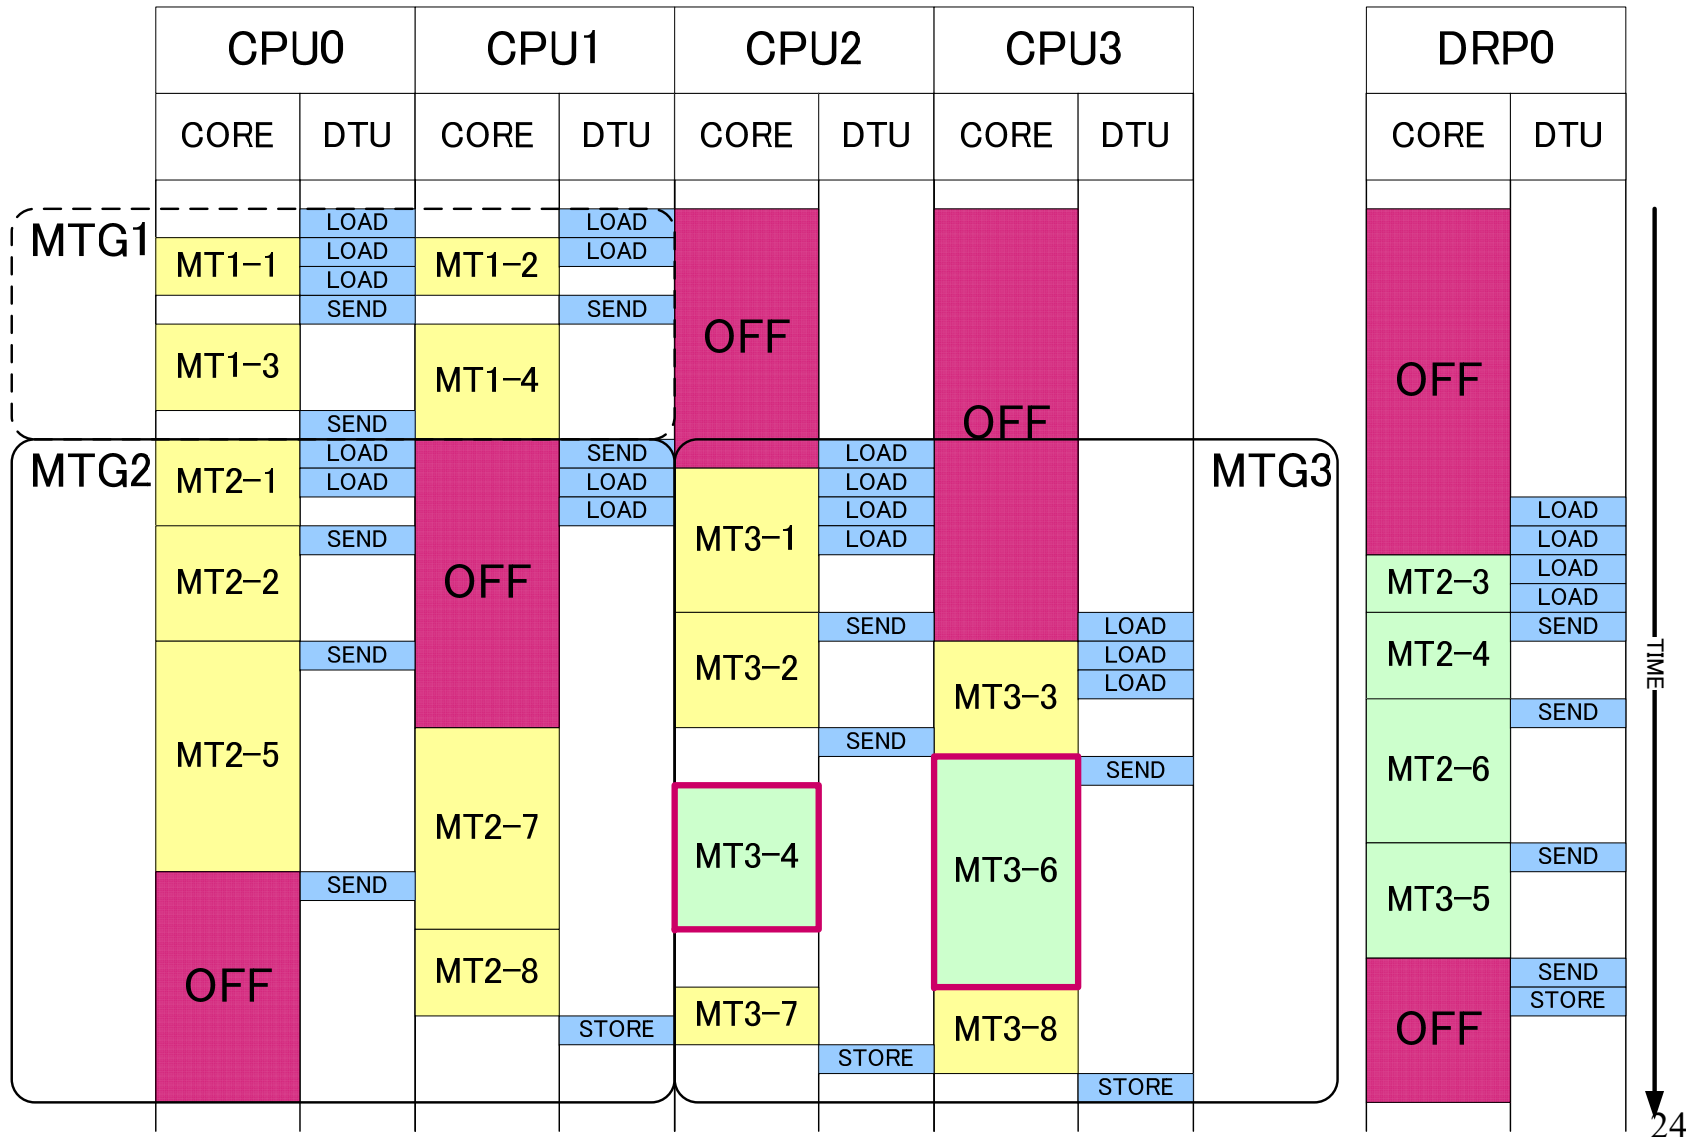 CPU0 CPU1 CPU2 CPU3 DRP0
CORE DTU CORE DTU CORE DTU CORE DTU CORE DTU
LOAD LOAD
MTG1
LOAD LOAD
MT1-1 MT1-2
LOAD
SEND SEND
OFF
MT1-3
MT1-4 OFF
OFF
SEND
LOAD SEND LOAD
MTG2 MTG3
MT2-1
LOAD LOAD LOAD
LOAD LOAD LOAD
SEND MT3-1 LOAD LOAD
MT2-2 OFF MT2-3 LOAD
LOAD
SEND LOAD SEND
SEND LOAD MT2-4
TIME
MT3-2 LOAD
MT3-3
SEND
SEND
MT2-5 SEND MT2-6
MT2-7
MT3-4 SEND
MT3-6
SEND MT3-5
MT2-8 SEND
OFF STORE
MT3-7
STORE MT3-8 OFF
STORE
STORE
24